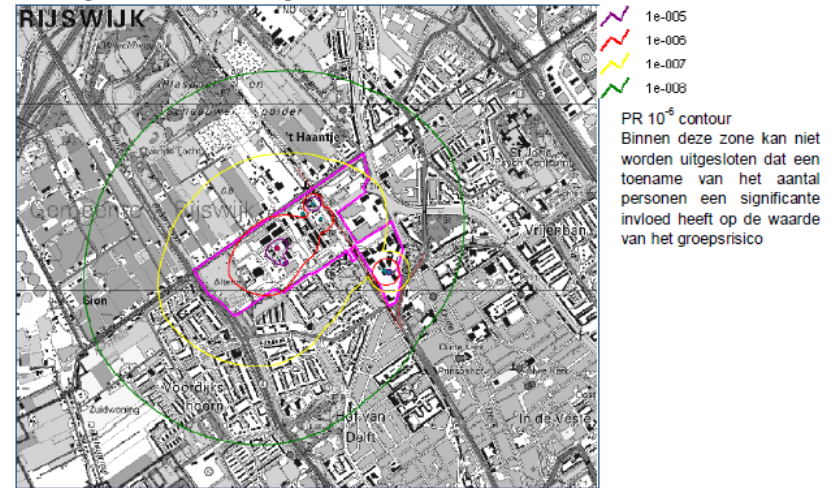 RIJSWIJK
't Haantje
Sion
Vrijenban
Voordijks
hoorn
Zuidwoning
Hof van
Delft
Prinsenhof
In de Veste
1e-005
1e-006
1e-007
1e-008
PR 10⁻⁵ contour
Binnen deze zone kan niet
worden uitgesloten dat een
toename van het aantal
personen een significante
invloed heeft op de waarde
van het groepsrisico